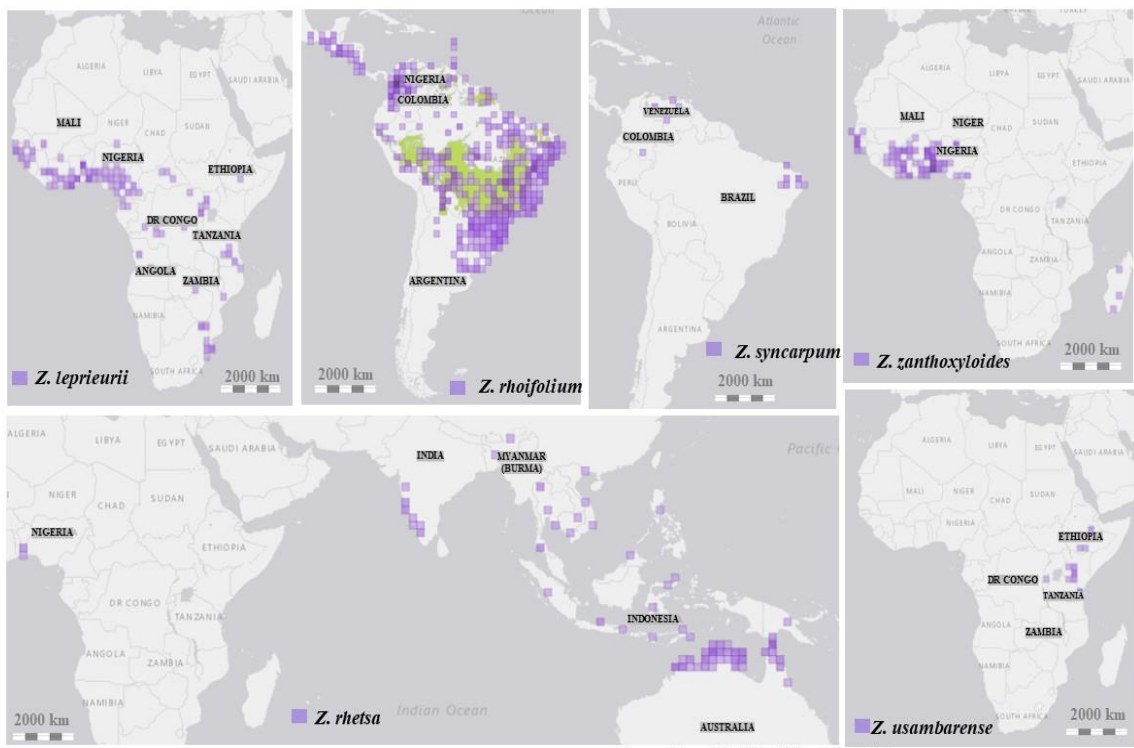 ALGERIA
LIBYA
EGYPT
SAUDI ARABIA
MALI
NIGER
CHAD
SUDAN
NIGERIA
ETHIOPIA
DR CONGO
TANZANIA
ANGOLA
ZAMBIA
NAMIBIA
SOUTH AFRICA
2000 km
Z. leprieurii
Ocean
NIGERIA
COLOMBIA
ARGENTINA
2000 km
Z. rhoifolium
Atlantic
Ocean
VENEZUELA
COLOMBIA
PERU
BRAZIL
BOLIVIA
ARGENTINA
Z. syncarpum
2000 km
ALGERIA
LIBYA
EGYPT
SAUDI ARABIA
MALI
NIGER
CHAD
SUDAN
NIGERIA
ETHIOPIA
DR CONGO
TANZANIA
ANGOLA
ZAMBIA
NAMIBIA
SOUTH AFRICA
2000 km
Z. zanthoxyloides
ALGERIA
LIBYA
EGYPT
SAUDI ARABIA
NIGER
CHAD
SUDAN
NIGERIA
ETHIOPIA
DR CONGO
TANZANIA
ANGOLA
ZAMBIA
NAMIBIA
2000 km
INDIA
MYANMAR
(BURMA)
Pacific
INDONESIA
Indian Ocean
AUSTRALIA
Z. rhetsa
ALGERIA
LIBYA
EGYPT
SAUDI ARABIA
MALI
NIGER
CHAD
SUDAN
NIGERIA
ETHIOPIA
DR CONGO
TANZANIA
ANGOLA
ZAMBIA
NAMIBIA
SOUTH AFRICA
2000 km
Z. usambarense